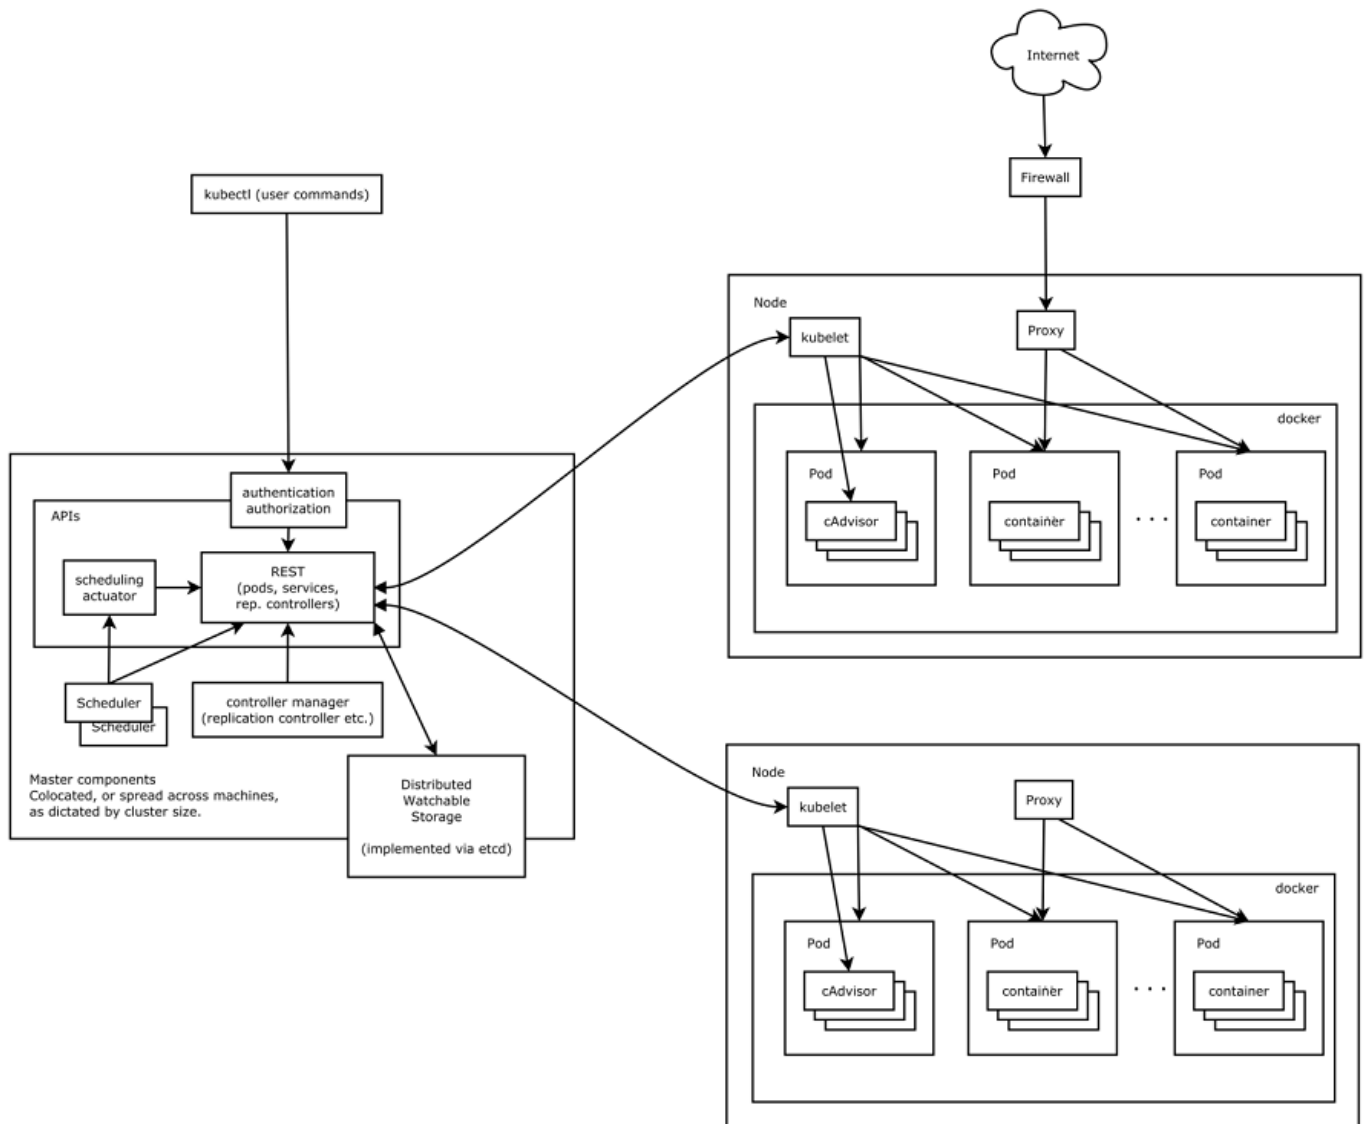 Internet
Firewall
kubectl (user commands)
Node
kubelet
Proxy
docker
Pod
cAdvisor
Pod
container
. . .
Pod
container
authentication
authorization
APIs
REST
(pods, services,
rep. controllers)
scheduling
actuator
Scheduler
Scheduler
controller manager
(replication controller etc.)
Master components
Colocated, or spread across machines,
as dictated by cluster size.
Distributed
Watchable
Storage
(implemented via etcd)
Node
kubelet
Proxy
docker
Pod
cAdvisor
Pod
container
. . .
Pod
container